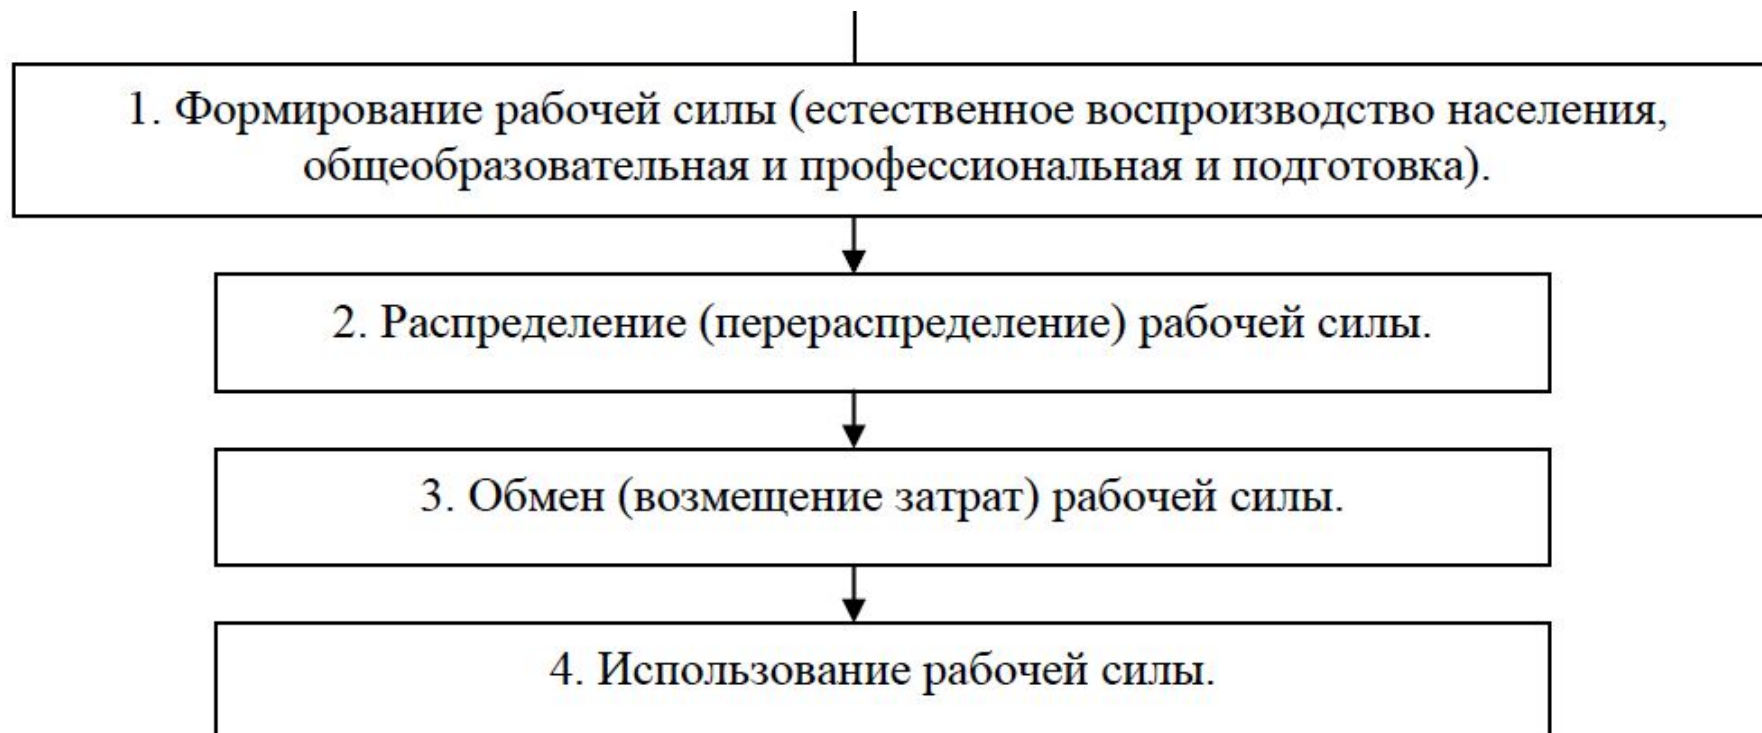 1. Формирование рабочей силы (естественное воспроизводство населения,
общеобразовательная и профессиональная и подготовка).
2. Распределение (перераспределение) рабочей силы.
3. Обмен (возмещение затрат) рабочей силы.
4. Использование рабочей силы.